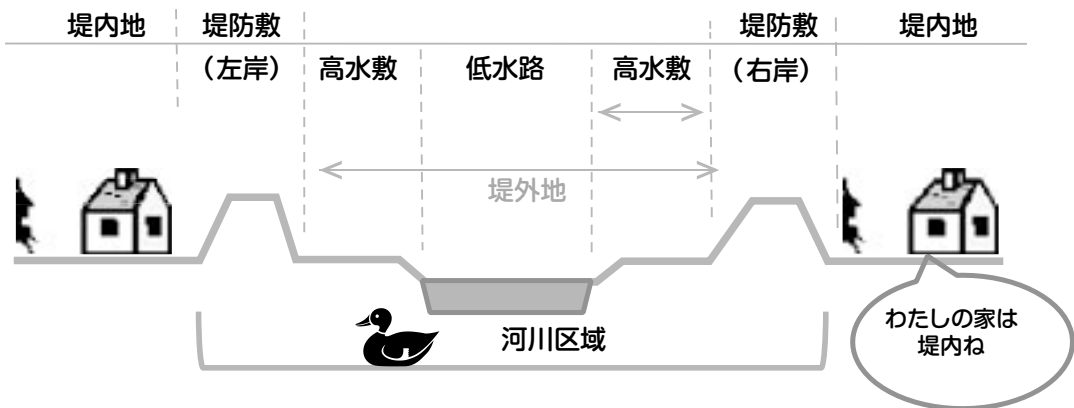 堤内地 堤防敷 堤防敷 堤内地
(左岸) 高水敷 低水路 高水敷 (右岸)
堤外地
河川区域
わたしの家は
堤内ね